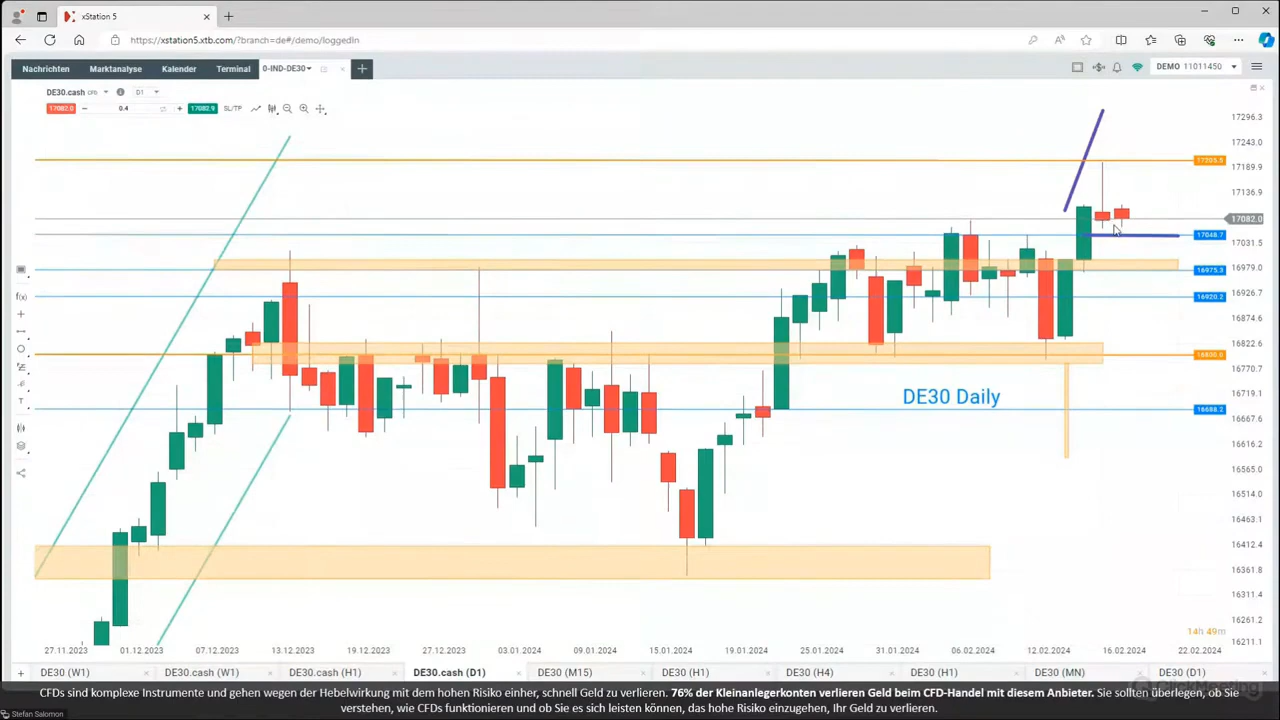 xStation 5
https://xstation5.xtb.com/?branch=de#/demo/loggedIn
Nachrichten Marktanalyse Kalender Terminal 0-IND-DE30 DEMO 11011450
DE30.cash CFD D1
17082.0 0.4 17082.9 SL/TP
17296.3
17243.0
17205.5
17189.9
17136.9
17082.0
17048.7
17031.5
16979.0
16975.3
16926.7
16920.2
16874.6
16822.6
16830.0
16770.7
16719.1
DE30 Daily
16688.2
16667.6
16616.2
16565.0
16514.0
16463.1
16412.4
16361.8
16311.4
16261.2
14h 49m
16211.1
27.11.2023 01.12.2023 07.12.2023 13.12.2023 19.12.2023 27.12.2023 03.01.2024 09.01.2024 15.01.2024 19.01.2024 25.01.2024 31.01.2024 06.02.2024 12.02.2024 16.02.2024 22.02.2024
DE30 (W1) DE30.cash (W1) DE30.cash (H1) DE30.cash (D1) DE30 (M15) DE30 (H1) DE30 (H4) DE30 (H1) DE30 (MN) DE30 (D1)
CFDs sind komplexe Instrumente und gehen wegen der Hebelwirkung mit dem hohen Risiko einher, schnell Geld zu verlieren. 76% der Kleinanlegerkonten verlieren Geld beim CFD-Handel mit diesem Anbieter. Sie sollten überlegen, ob Sie
verstehen, wie CFDs funktionieren und ob Sie es sich leisten können, das hohe Risiko einzugehen, Ihr Geld zu verlieren.
ClickMeeting
Stefan Salomon